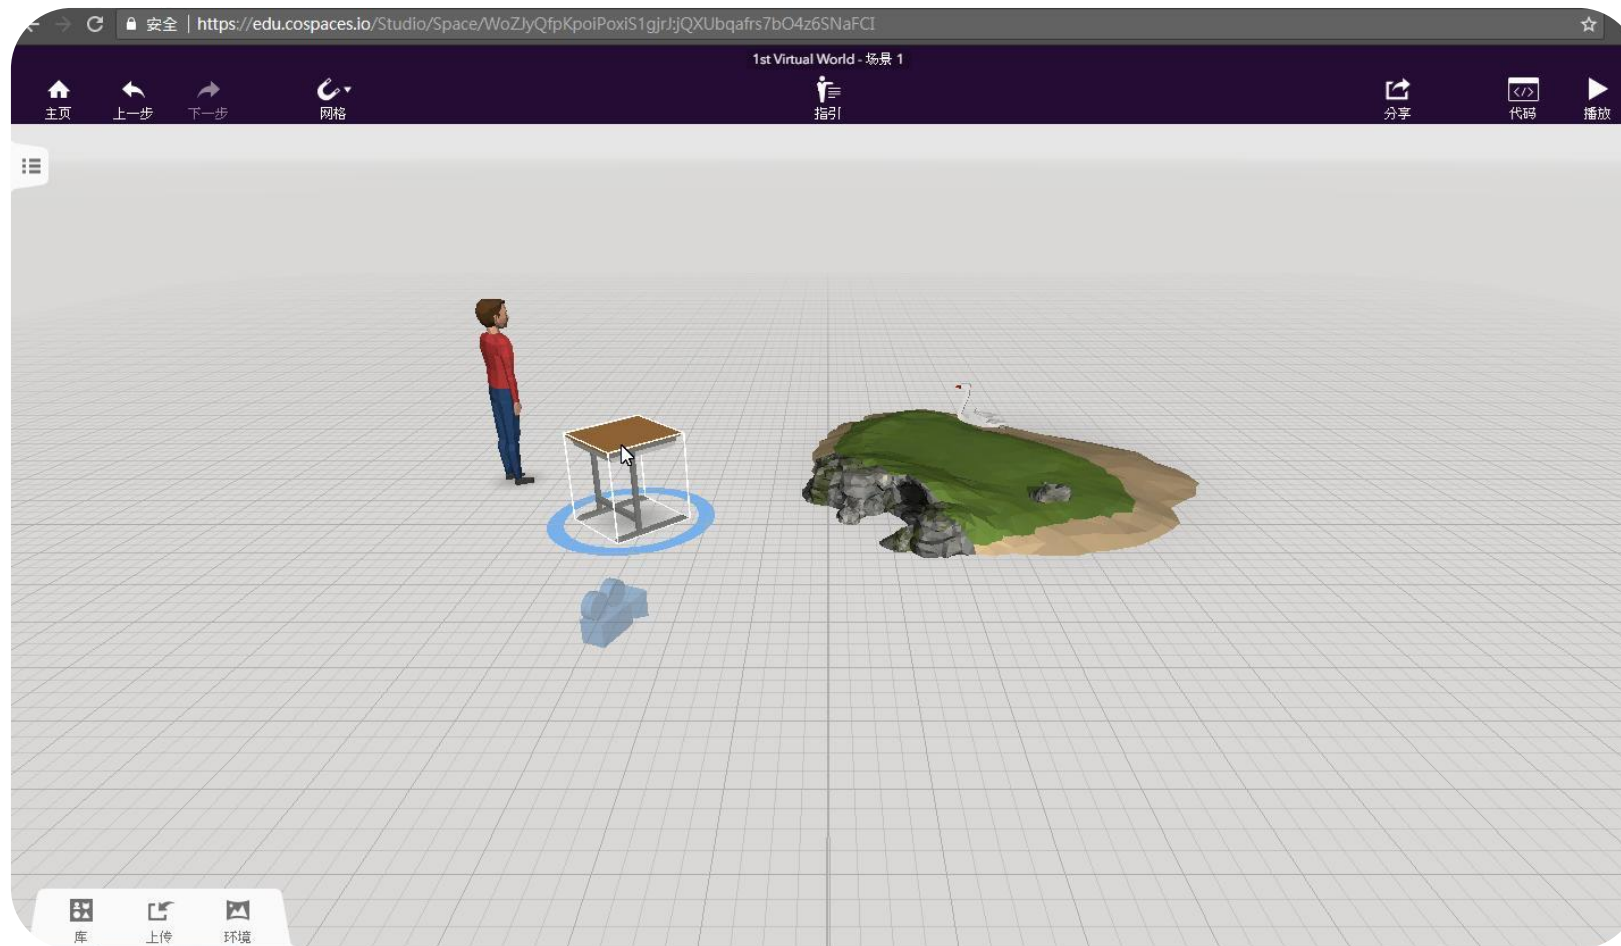 安全 | https://edu.cospaces.io/Studio/Space/WoZJyQfpKpoiPoxiS1gjrJ:jQXUbqafrs7bO4z6SNaFCI
1st Virtual World - 场景 1
主页 上一步 下一步 网格 指引 分享 代码 播放
库 上传 环境